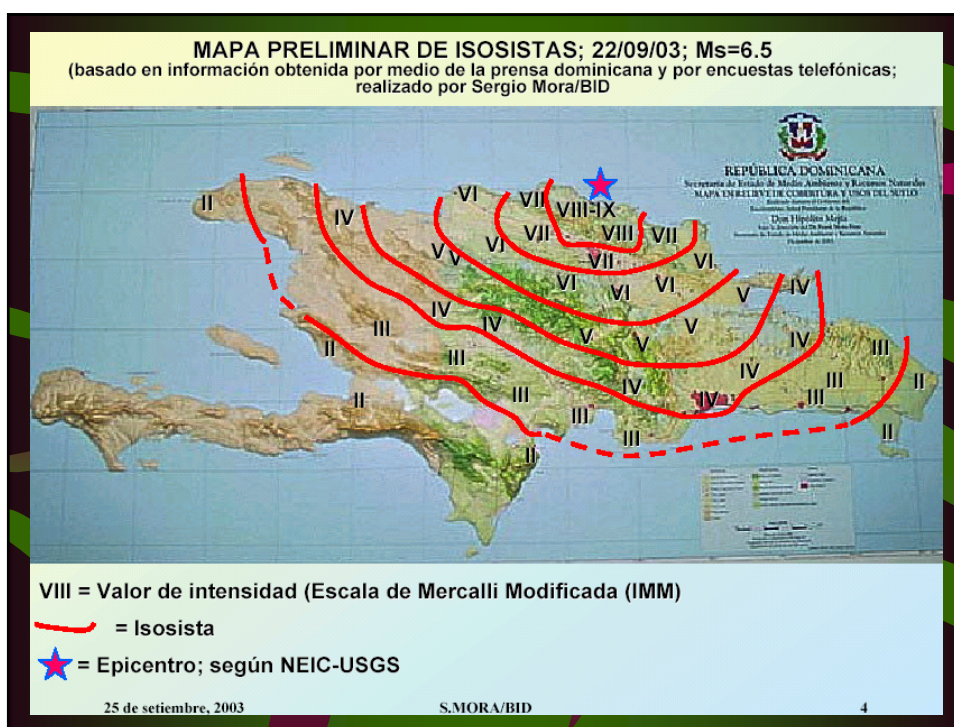 MAPA PRELIMINAR DE ISOSISTAS; 22/09/03; Ms=6.5
(basado en información obtenida por medio de la prensa dominicana y por encuestas telefónicas;
realizado por Sergio Mora/BID
REPÚBLICA DOMINICANA
Secretaría de Estado de Medio Ambiente y Recursos Naturales
MAPA EN RELIEVE DE COBERTURA Y USOS DEL SUELO
Don Hipólito Mejía
II
IV
VI
VII
VIII-IX
VII
VIII
VII
V
V
VI
VII
VI
VI
VI
VI
V
IV
III
II
IV
IV
V
V
V
IV
III
III
III
IV
IV
IV
III
III
II
II
III
III
II
II
VIII = Valor de intensidad (Escala de Mercalli Modificada (IMM)
= Isosista
= Epicentro; según NEIC-USGS
25 de setiembre, 2003 S.MORA/BID 4